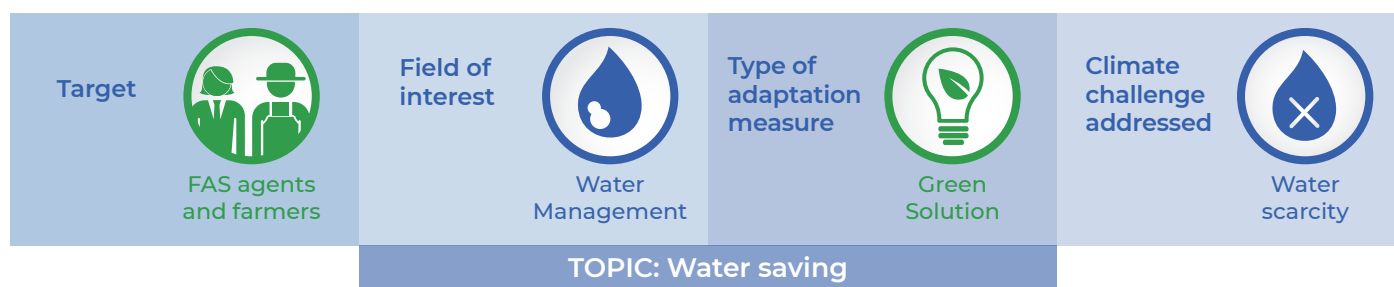 Target
FAS agents
and farmers
Field of
interest
Water
Management
Type of
adaptation
measure
Green
Solution
Climate
challenge
addressed
Water
scarcity
TOPIC: Water saving